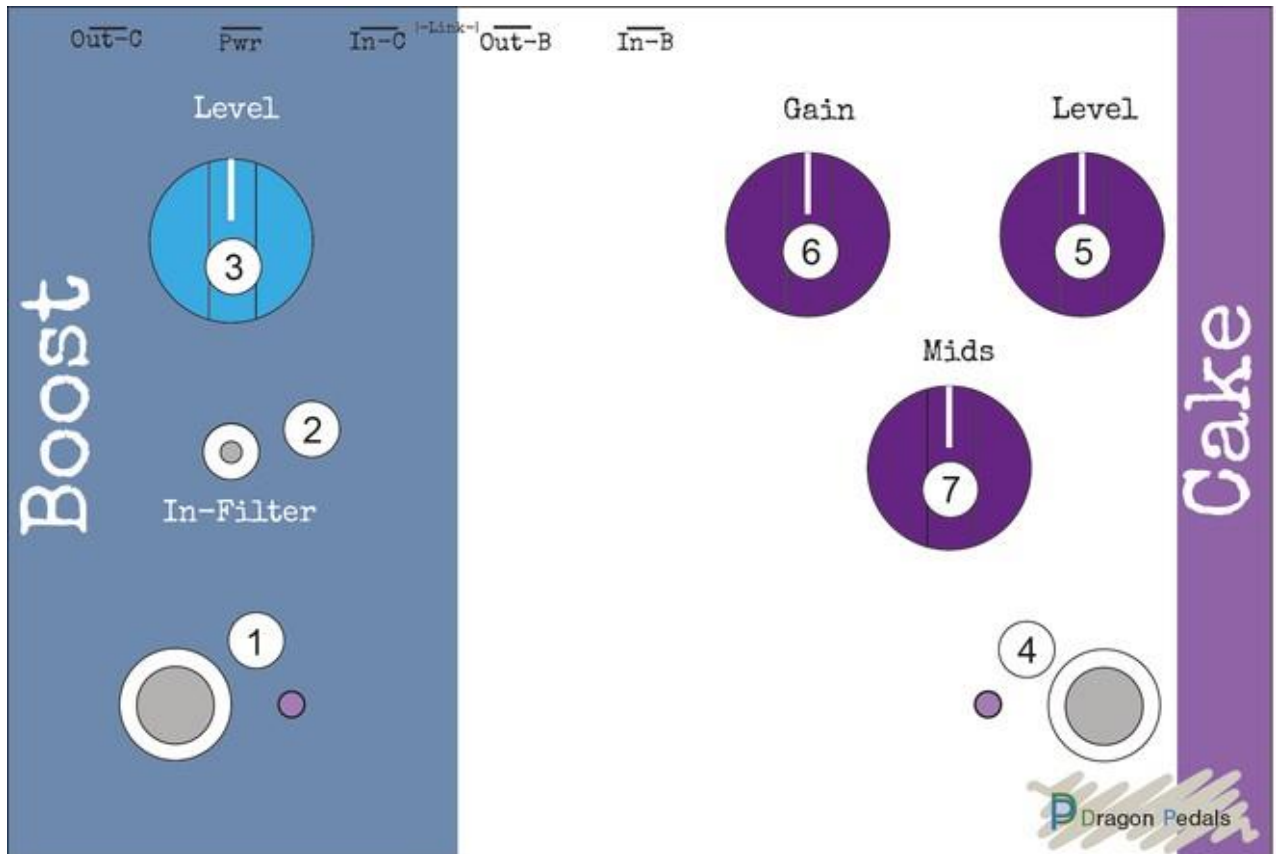 Out-C Pwr In-C |-Link-| Out-B In-B
Level
Gain
Level
3
6
5
Boost
Cake
Mids
2
In-Filter
7
1
4
Dragon Pedals